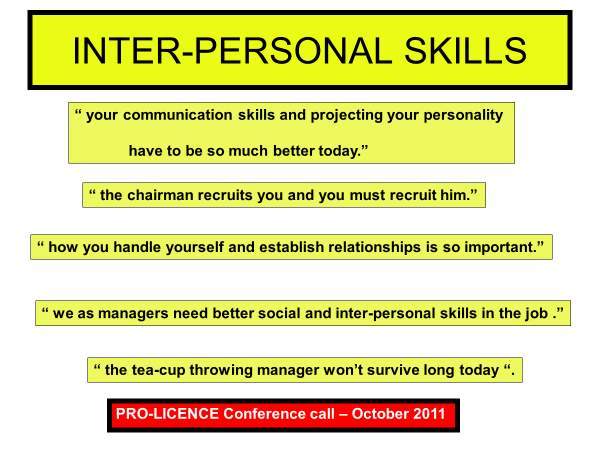 INTER-PERSONAL SKILLS
“ your communication skills and projecting your personality
have to be so much better today.”
“ the chairman recruits you and you must recruit him.”
“ how you handle yourself and establish relationships is so important.”
“ we as managers need better social and inter-personal skills in the job .”
“ the tea-cup throwing manager won’t survive long today “.
PRO-LICENCE Conference call – October 2011